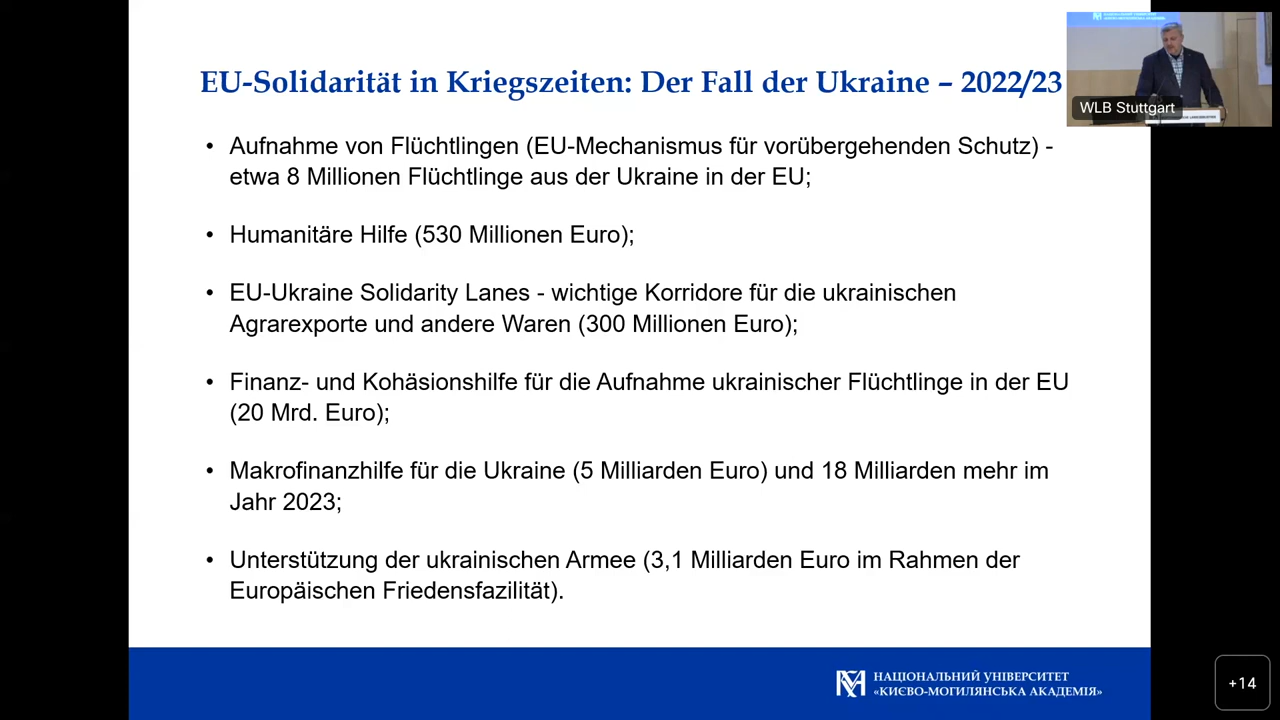 EU-Solidarität in Kriegszeiten: Der Fall der Ukraine – 2022/23
• Aufnahme von Flüchtlingen (EU-Mechanismus für vorübergehenden Schutz) -
etwa 8 Millionen Flüchtlinge aus der Ukraine in der EU;
• Humanitäre Hilfe (530 Millionen Euro);
• EU-Ukraine Solidarity Lanes - wichtige Korridore für die ukrainischen
Agrarexporte und andere Waren (300 Millionen Euro);
• Finanz- und Kohäsionshilfe für die Aufnahme ukrainischer Flüchtlinge in der EU
(20 Mrd. Euro);
• Makrofinanzhilfe für die Ukraine (5 Milliarden Euro) und 18 Milliarden mehr im
Jahr 2023;
• Unterstützung der ukrainischen Armee (3,1 Milliarden Euro im Rahmen der
Europäischen Friedensfazilität).
НАЦІОНАЛЬНИЙ УНІВЕРСИТЕТ
«КИЄВО-МОГИЛЯНСЬКА АКАДЕМІЯ»
НАЦІОНАЛЬНИЙ УНІВЕРСИТЕТ
«КИЄВО-МОГИЛЯНСЬКА АКАДЕМІЯ»
WLB Stuttgart
+14